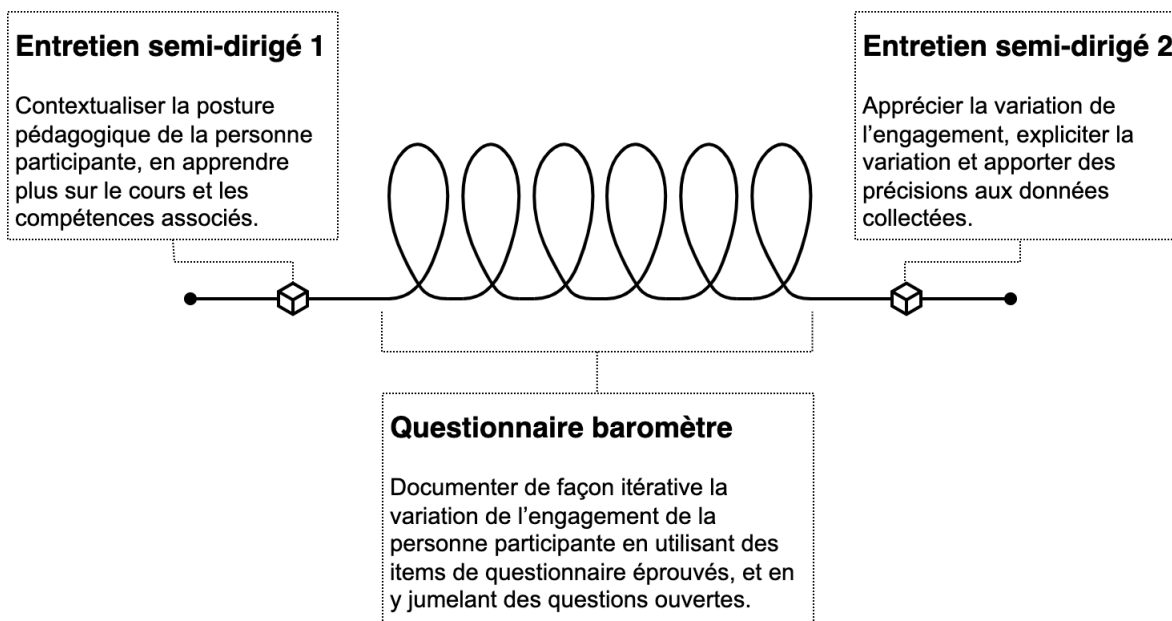 Entretien semi-dirigé 1
Contextualiser la posture
pédagogique de la personne
participante, en apprendre
plus sur le cours et les
compétences associés.
Entretien semi-dirigé 2
Apprécier la variation de
l’engagement, expliciter la
variation et apporter des
précisions aux données
collectées.
Questionnaire baromètre
Documenter de façon itérative la
variation de l’engagement de la
personne participante en utilisant des
items de questionnaire éprouvés, et en
y jumelant des questions ouvertes.